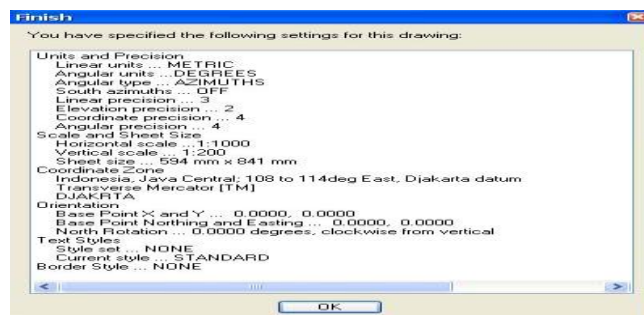 Finish
You have specified the following settings for this drawing:
Units and Precision
Linear units ... METRIC
Angular units ...DEGREES
Angular type ... AZIMUTHS
South azimuths ... OFF
Linear precision ... 3
Elevation precision ... 2
Coordinate precision ... 4
Angular precision ... 4
Scale and Sheet Size
Horizontal scale ...1:1000
Vertical scale ... 1:200
Sheet size ... 594 mm x 841 mm
Coordinate Zone
Indonesia, Java Central; 108 to 114deg East, Djakarta datum
Transverse Mercator [TM]
DJAKRTA
Orientation
Base Point X and Y ... 0.0000, 0.0000
Base Point Northing and Easting ... 0.0000, 0.0000
North Rotation ... 0.0000 degrees, clockwise from vertical
Text Styles
Style set ... NONE
Current style ... STANDARD
Border Style ... NONE
OK